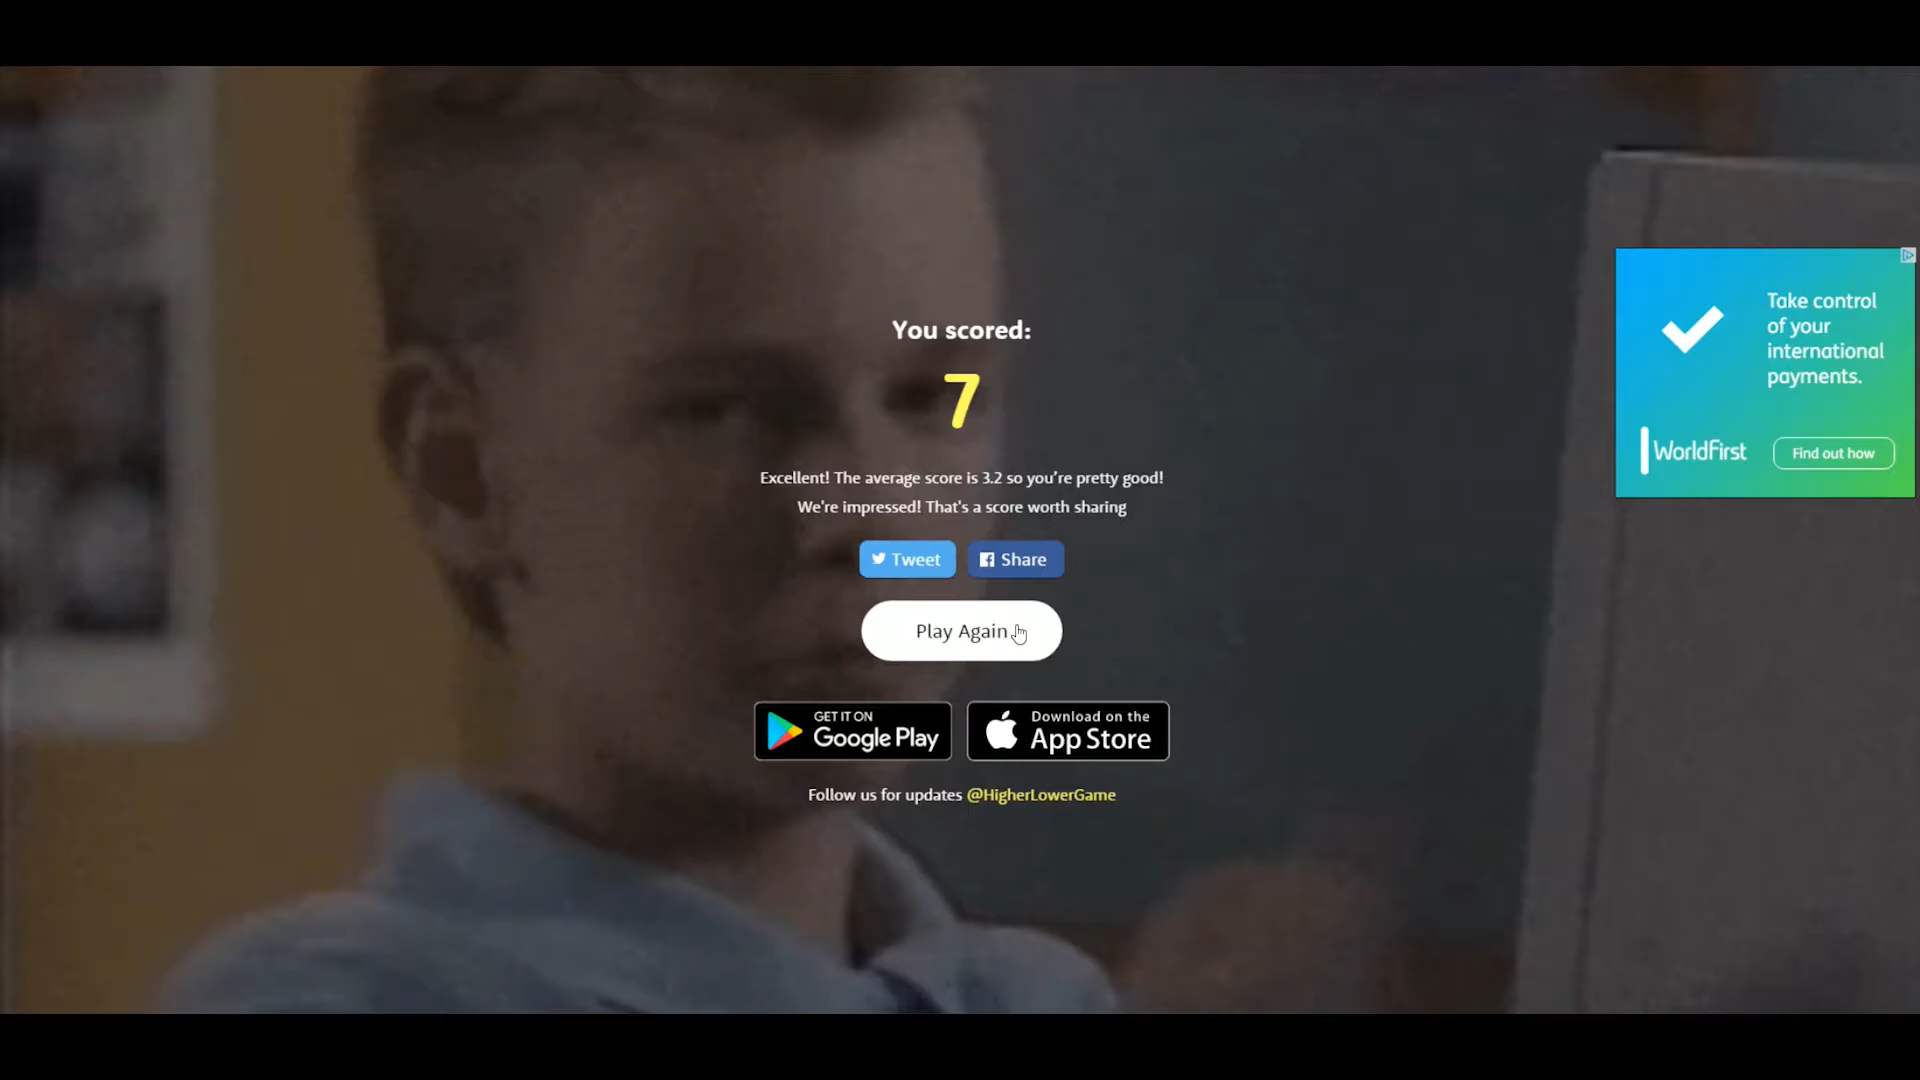 You scored:
7
Excellent! The average score is 3.2 so you’re pretty good!
We're impressed! That's a score worth sharing
Tweet
Share
Play Again
GET IT ON
Google Play
Download on the
App Store
Follow us for updates @HigherLowerGame
Take control
of your
international
payments.
WorldFirst
Find out how